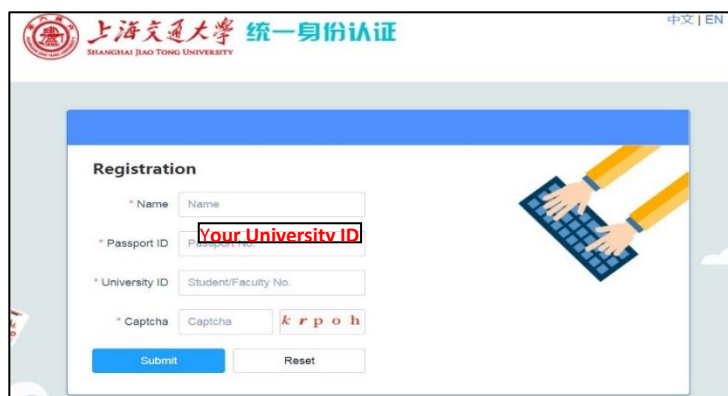 中文 | EN
上海交通大学 统一身份认证
SHANGHAI JIAO TONG UNIVERSITY
Registration
* Name Name
Your University ID
* Passport ID Passport No.
* University ID Student/Faculty No.
* Captcha Captcha k r p o h
Submit Reset